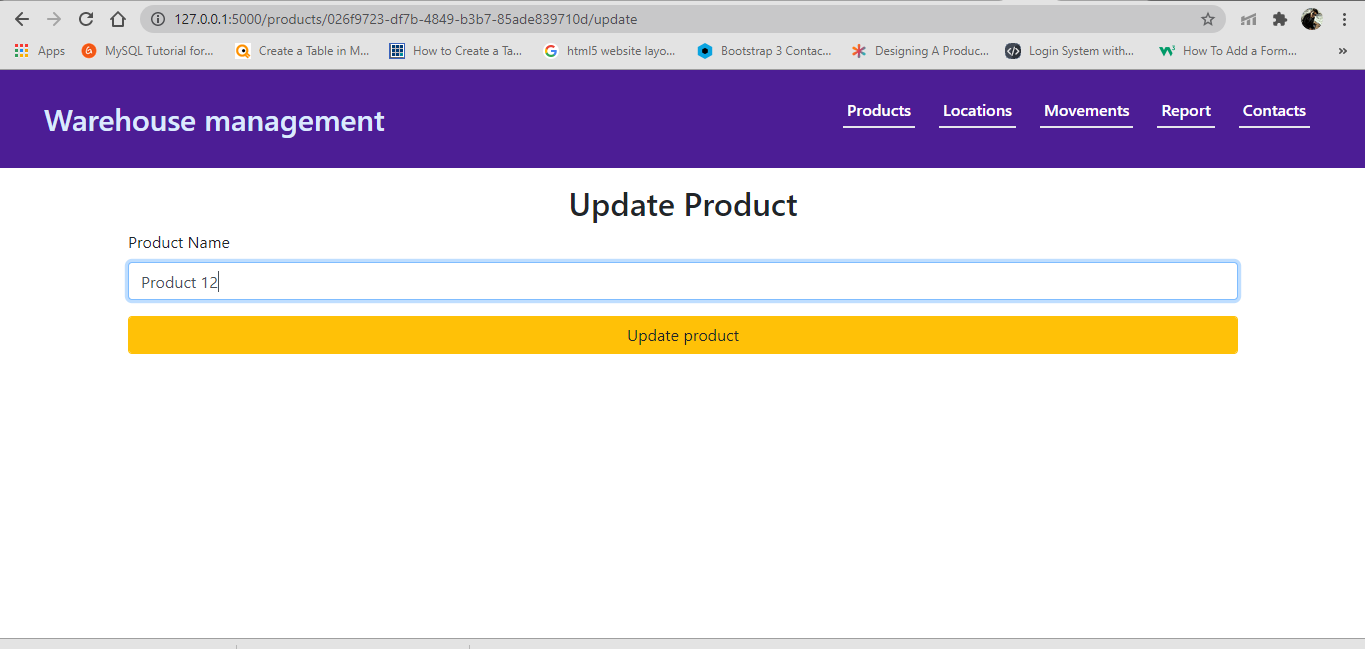 127.0.0.1:5000/products/026f9723-df7b-4849-b3b7-85ade839710d/update
Apps MySQL Tutorial for... Create a Table in M... How to Create a Ta... html5 website layo... Bootstrap 3 Contac... Designing A Produc... Login System with... How To Add a Form... »
Warehouse management
Products Locations Movements Report Contacts
Update Product
Product Name
Product 12
Update product